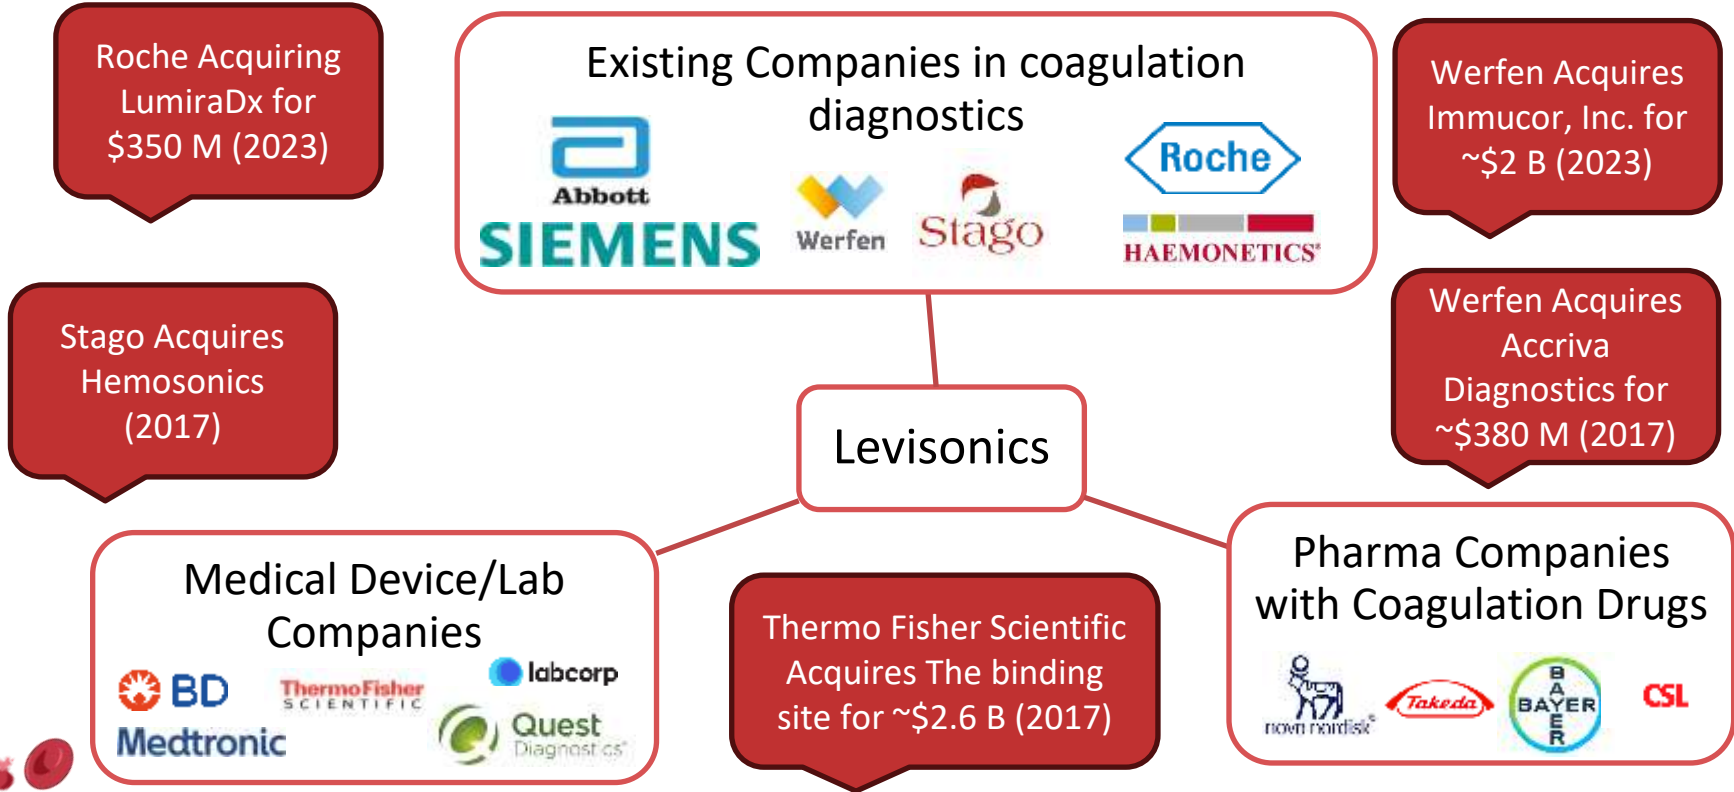 Roche Acquiring
LumiraDx for
$350 M (2023)
Existing Companies in coagulation
diagnostics
Abbott
SIEMENS
Werfen
Stago
Roche
HAEMONETICS®
Werfen Acquires
Immucor, Inc. for
~$2 B (2023)
Stago Acquires
Hemosonics
(2017)
Levisonics
Werfen Acquires
Accriva
Diagnostics for
~$380 M (2017)
Medical Device/Lab
Companies
BD
ThermoFisher
SCIENTIFIC
labcorp
Medtronic
Quest
Diagnostics®
Thermo Fisher Scientific
Acquires The binding
site for ~$2.6 B (2017)
Pharma Companies
with Coagulation Drugs
novo nordisk®
Takeda
BAYER
BAYER
CSL